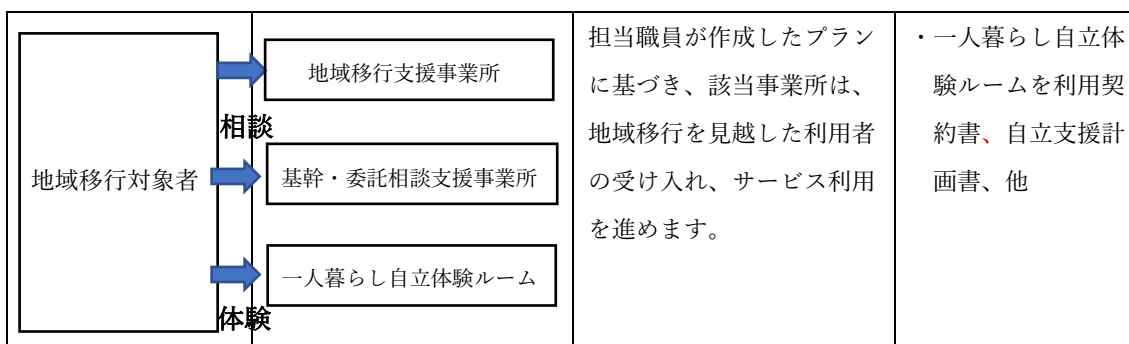 地域移行対象者
相談
体験
地域移行支援事業所
基幹・委託相談支援事業所
一人暮らし自立体験ルーム
担当職員が作成したプラン
に基づき、該当事業所は、
地域移行を見越した利用者
の受け入れ、サービス利用
を進めます。
・一人暮らし自立体
験ルームを利用契
約書、自立支援計
画書、他